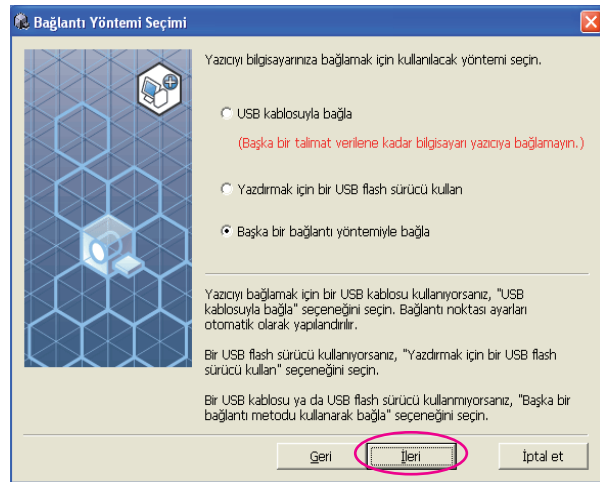 Bağlantı Yöntemi Seçimi
Yazıcıyı bilgisayarınıza bağlamak için kullanılacak yöntemi seçin.
USB kablosuyla bağla
(Başka bir talimat verilene kadar bilgisayarı yazıcıya bağlamayın.)
Yazdırmak için bir USB flash sürücü kullan
Başka bir bağlantı yöntemiyle bağla
Yazıcıyı bağlamak için bir USB kablosu kullanıyorsanız, "USB
kablosuyla bağla" seçeneğini seçin. Bağlantı noktası ayarları
otomatik olarak yapılandırılır.
Bir USB flash sürücü kullanıyorsanız, "Yazdırmak için bir USB flash
sürücü kullan" seçeneğini seçin.
Bir USB kablosu ya da USB flash sürücü kullanmıyorsanız, "Başka bir
bağlantı metodu kullanarak bağla" seçeneğini seçin.
Geri
İleri
İptal et